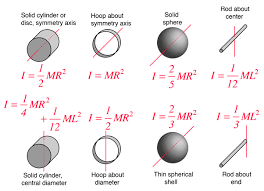 Solid cylinder or
disc, symmetry axis
Hoop about
symmetry axis
Solid
sphere
Rod about
center
I = 1/2 MR²
I = MR²
I = 2/5 MR²
I = 1/12 ML²
I = 1/4 MR²
+ 1/12 ML²
I = 1/2 MR²
I = 2/3 MR²
I = 1/3 ML²
Solid cylinder,
central diameter
Hoop about
diameter
Thin spherical
shell
Rod about
end